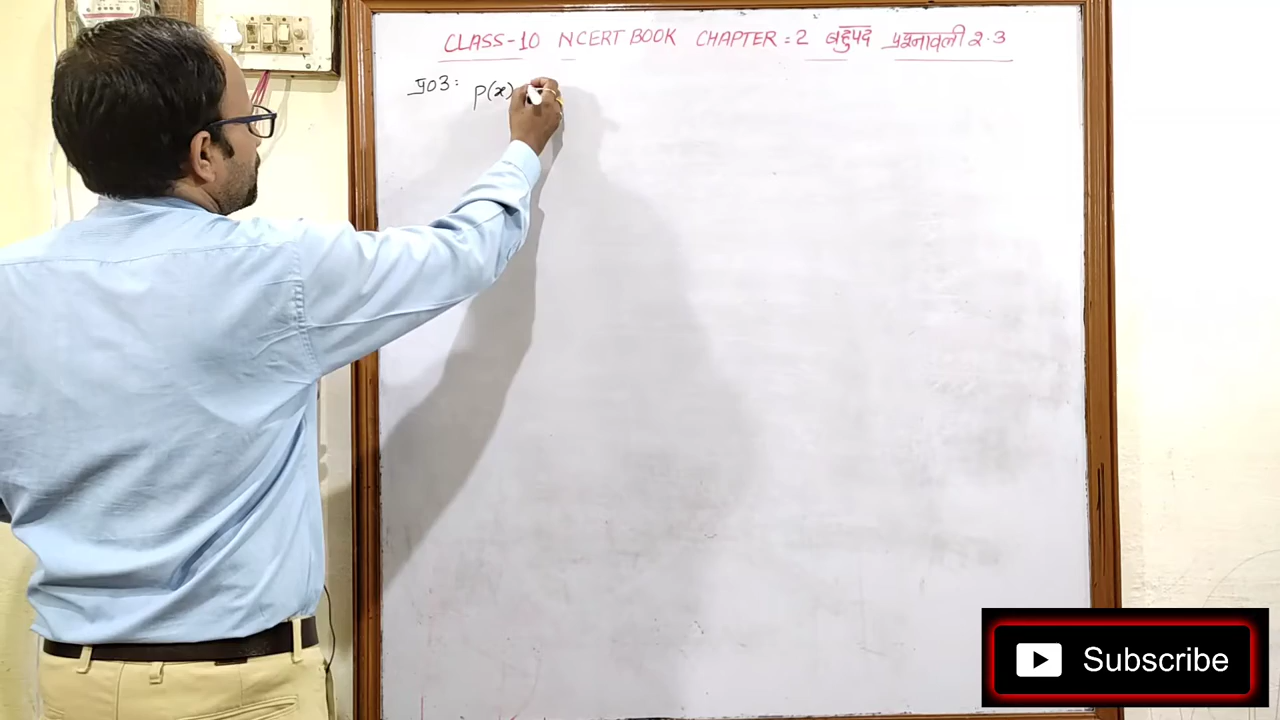 CLASS-10 NCERT BOOK CHAPTER = 2 बहुपद प्रश्नावली 2.3
प्र03: P(x)
Subscribe